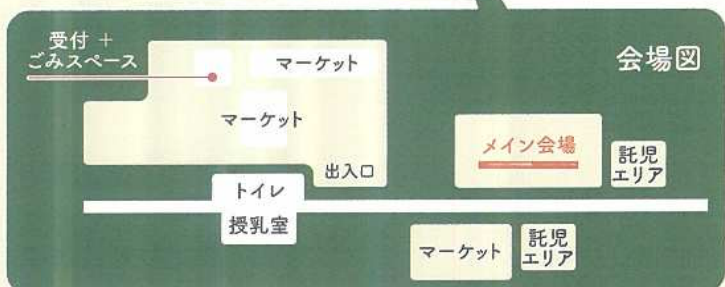 会場図
受付 +
ごみスペース
マーケット
マーケット
出入口
メイン会場
託児
エリア
トイレ
授乳室
マーケット
託児
エリア